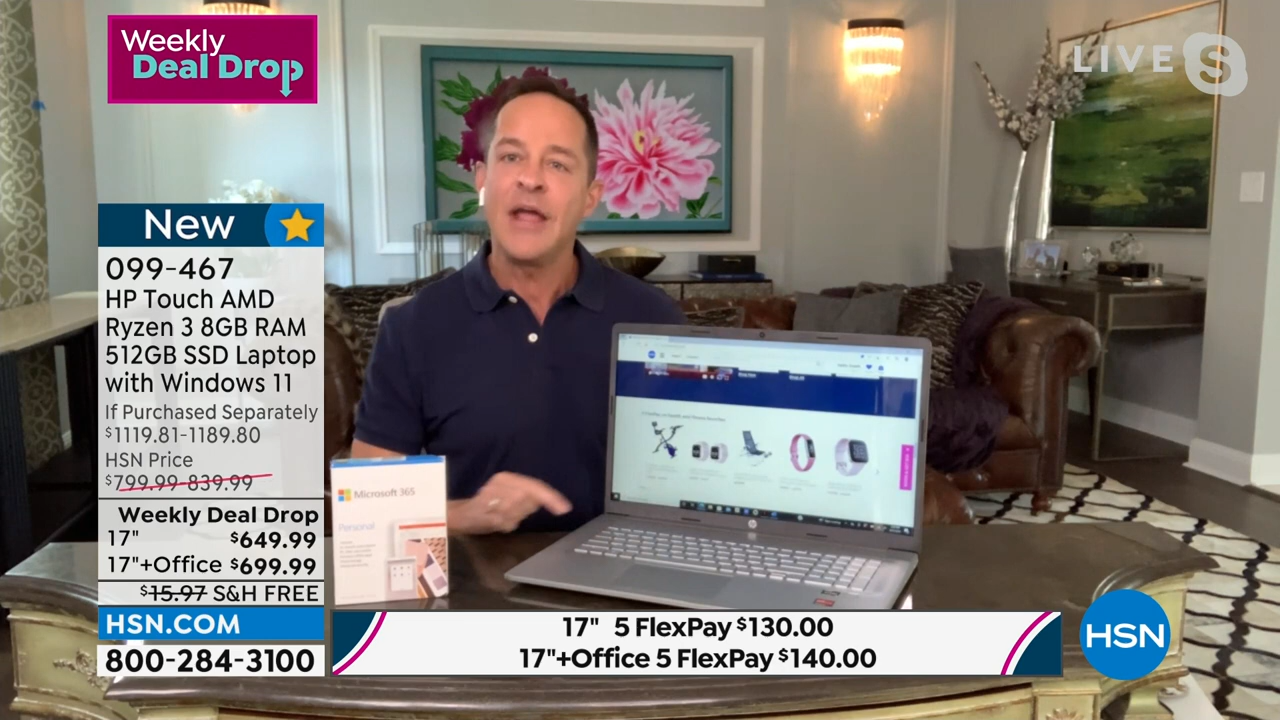 Weekly
Deal Drop
LIVE S
New
099-467
HP Touch AMD
Ryzen 3 8GB RAM
512GB SSD Laptop
with Windows 11
If Purchased Separately
$1119.81-1189.80
HSN Price
$799.99-839.99
Weekly Deal Drop
17" $649.99
17"+Office $699.99
$15.97 S&H FREE
HSN.COM
800-284-3100
Microsoft 365
Personal
hp
17" 5 FlexPay $130.00
17"+Office 5 FlexPay $140.00
HSN